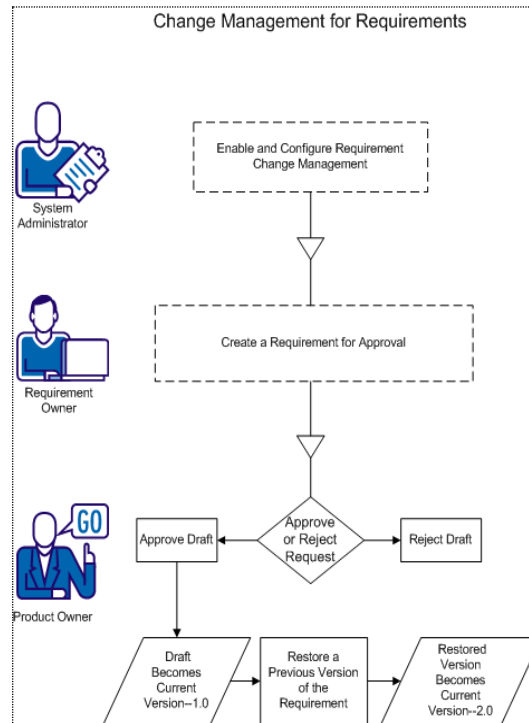 Change Management for Requirements
Enable and Configure Requirement
Change Management
System
Administrator
Create a Requirement for Approval
Requirement
Owner
GO
Approve
or Reject
Request
Approve Draft
Reject Draft
Product Owner
Draft
Becomes
Current
Version--1.0
Restore a
Previous Version
of the
Requirement
Restored
Version
Becomes
Current
Version--2.0